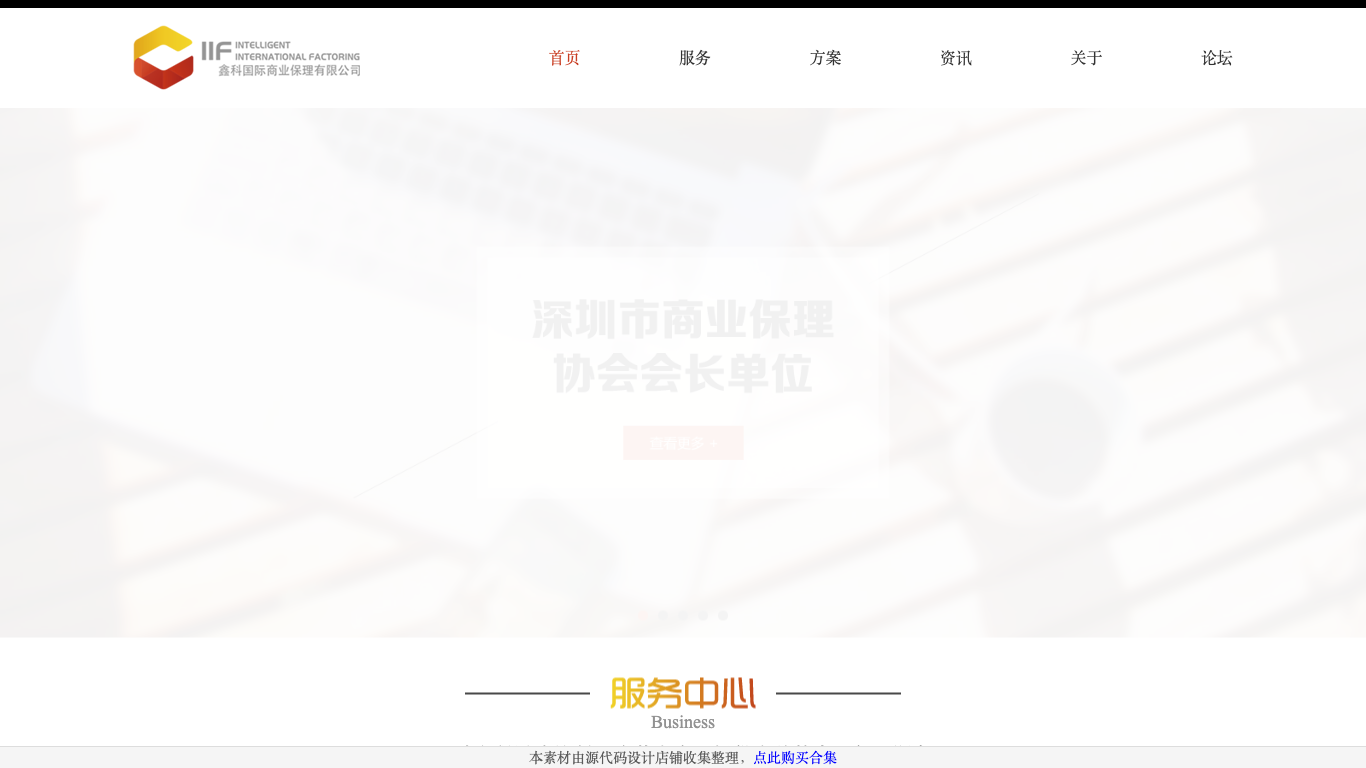 IIF INTELLIGENT
INTERNATIONAL FACTORING
鑫科国际商业保理有限公司
首页 服务 方案 资讯 关于 论坛
深圳市商业保理
协会会长单位
查看更多 +
服务中心
Business
本素材由源代码设计店铺收集整理，点此购买合集